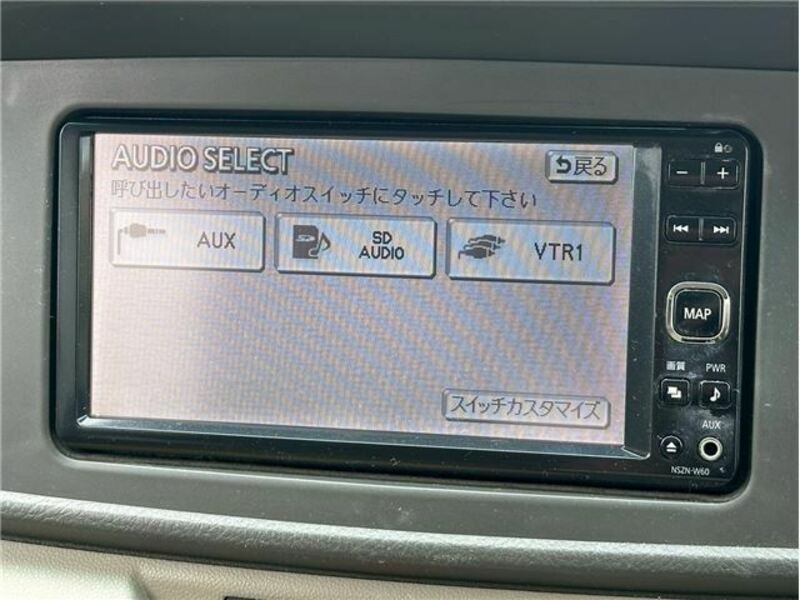 AUDIO SELECT
戻る
呼び出したいオーディオスイッチにタッチして下さい
AUX
SD
AUDIO
VTR1
スイッチカスタマイズ
− +
MAP
画質 PWR
AUX
NSZN-W60